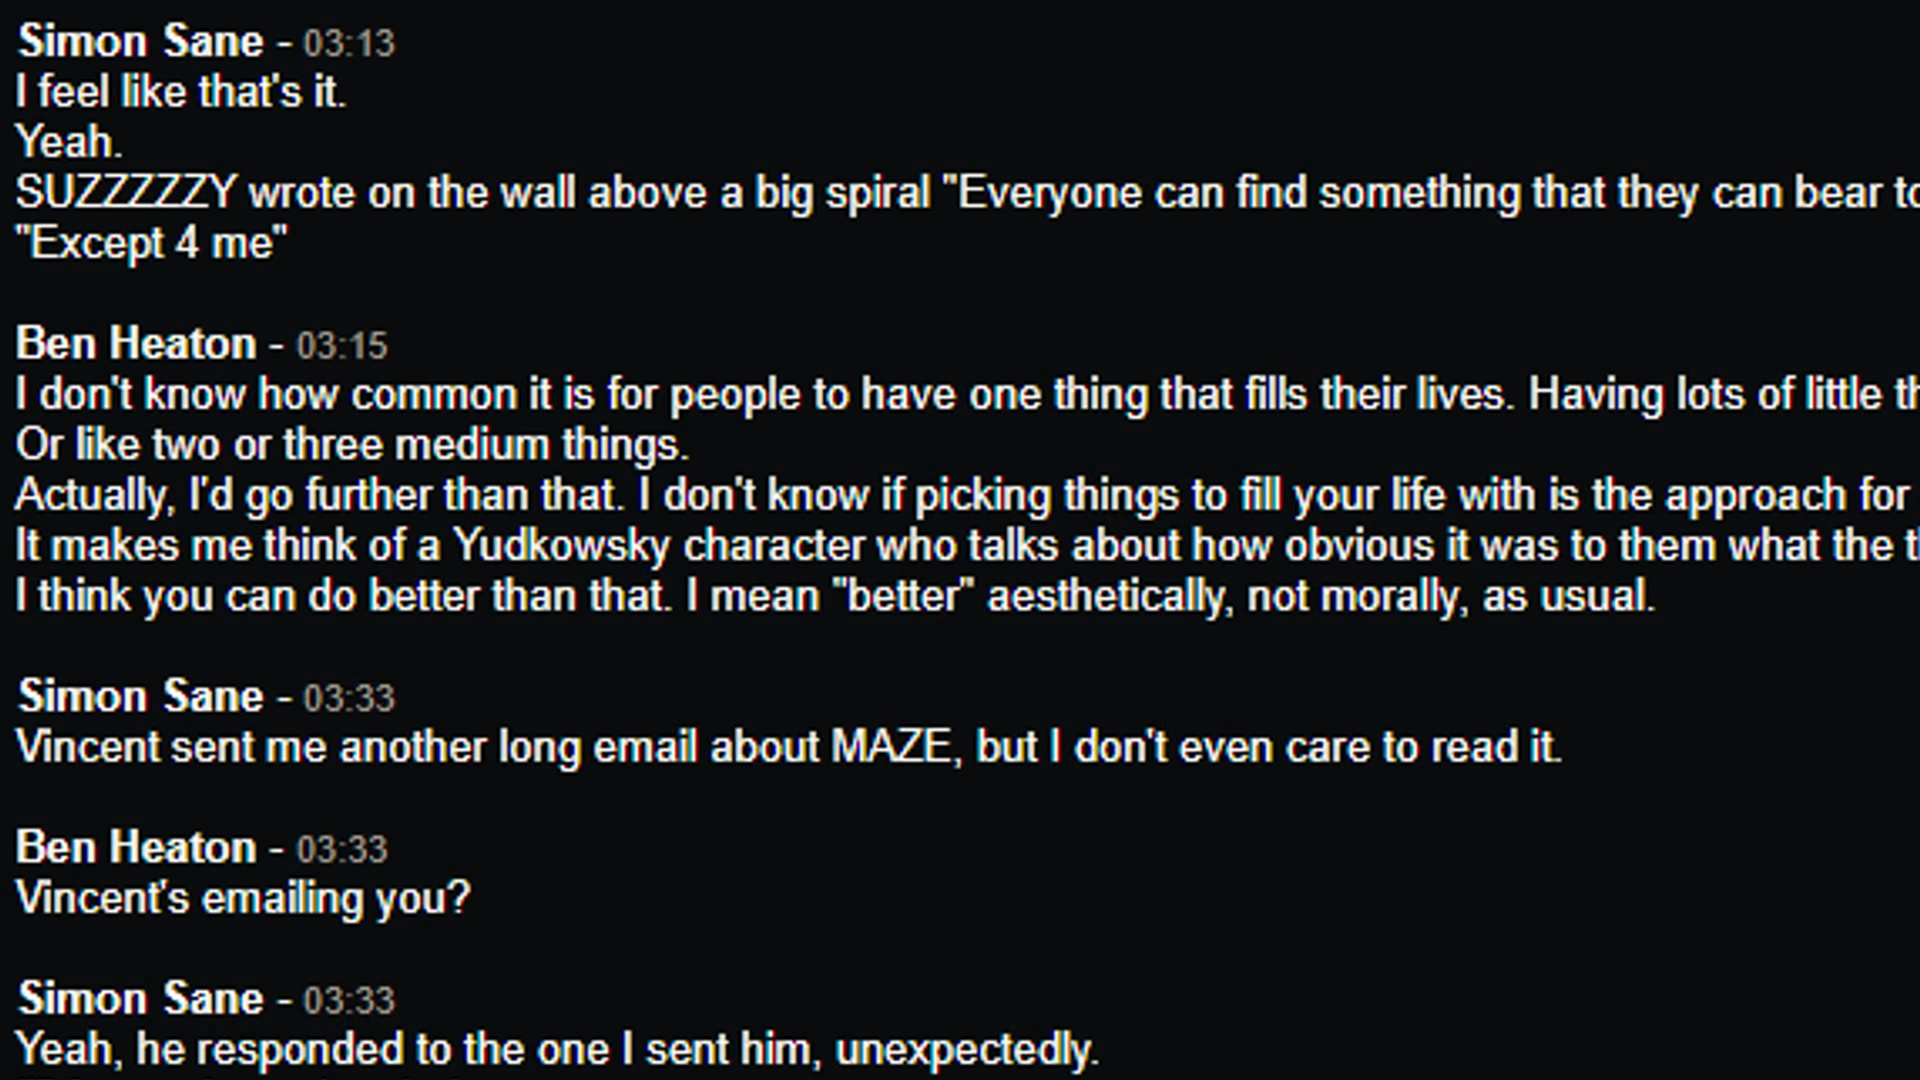 Simon Sane - 03:13
I feel like that's it.
Yeah.
SUZZZZZY wrote on the wall above a big spiral "Everyone can find something that they can bear to
"Except 4 me"
Ben Heaton - 03:15
I don't know how common it is for people to have one thing that fills their lives. Having lots of little
Or like two or three medium things.
Actually, I'd go further than that. I don't know if picking things to fill your life with is the approach for
It makes me think of a Yudkowsky character who talks about how obvious it was to them what the
I think you can do better than that. I mean "better" aesthetically, not morally, as usual.
Simon Sane - 03:33
Vincent sent me another long email about MAZE, but I don't even care to read it.
Ben Heaton - 03:33
Vincent's emailing you?
Simon Sane - 03:33
Yeah, he responded to the one I sent him, unexpectedly.